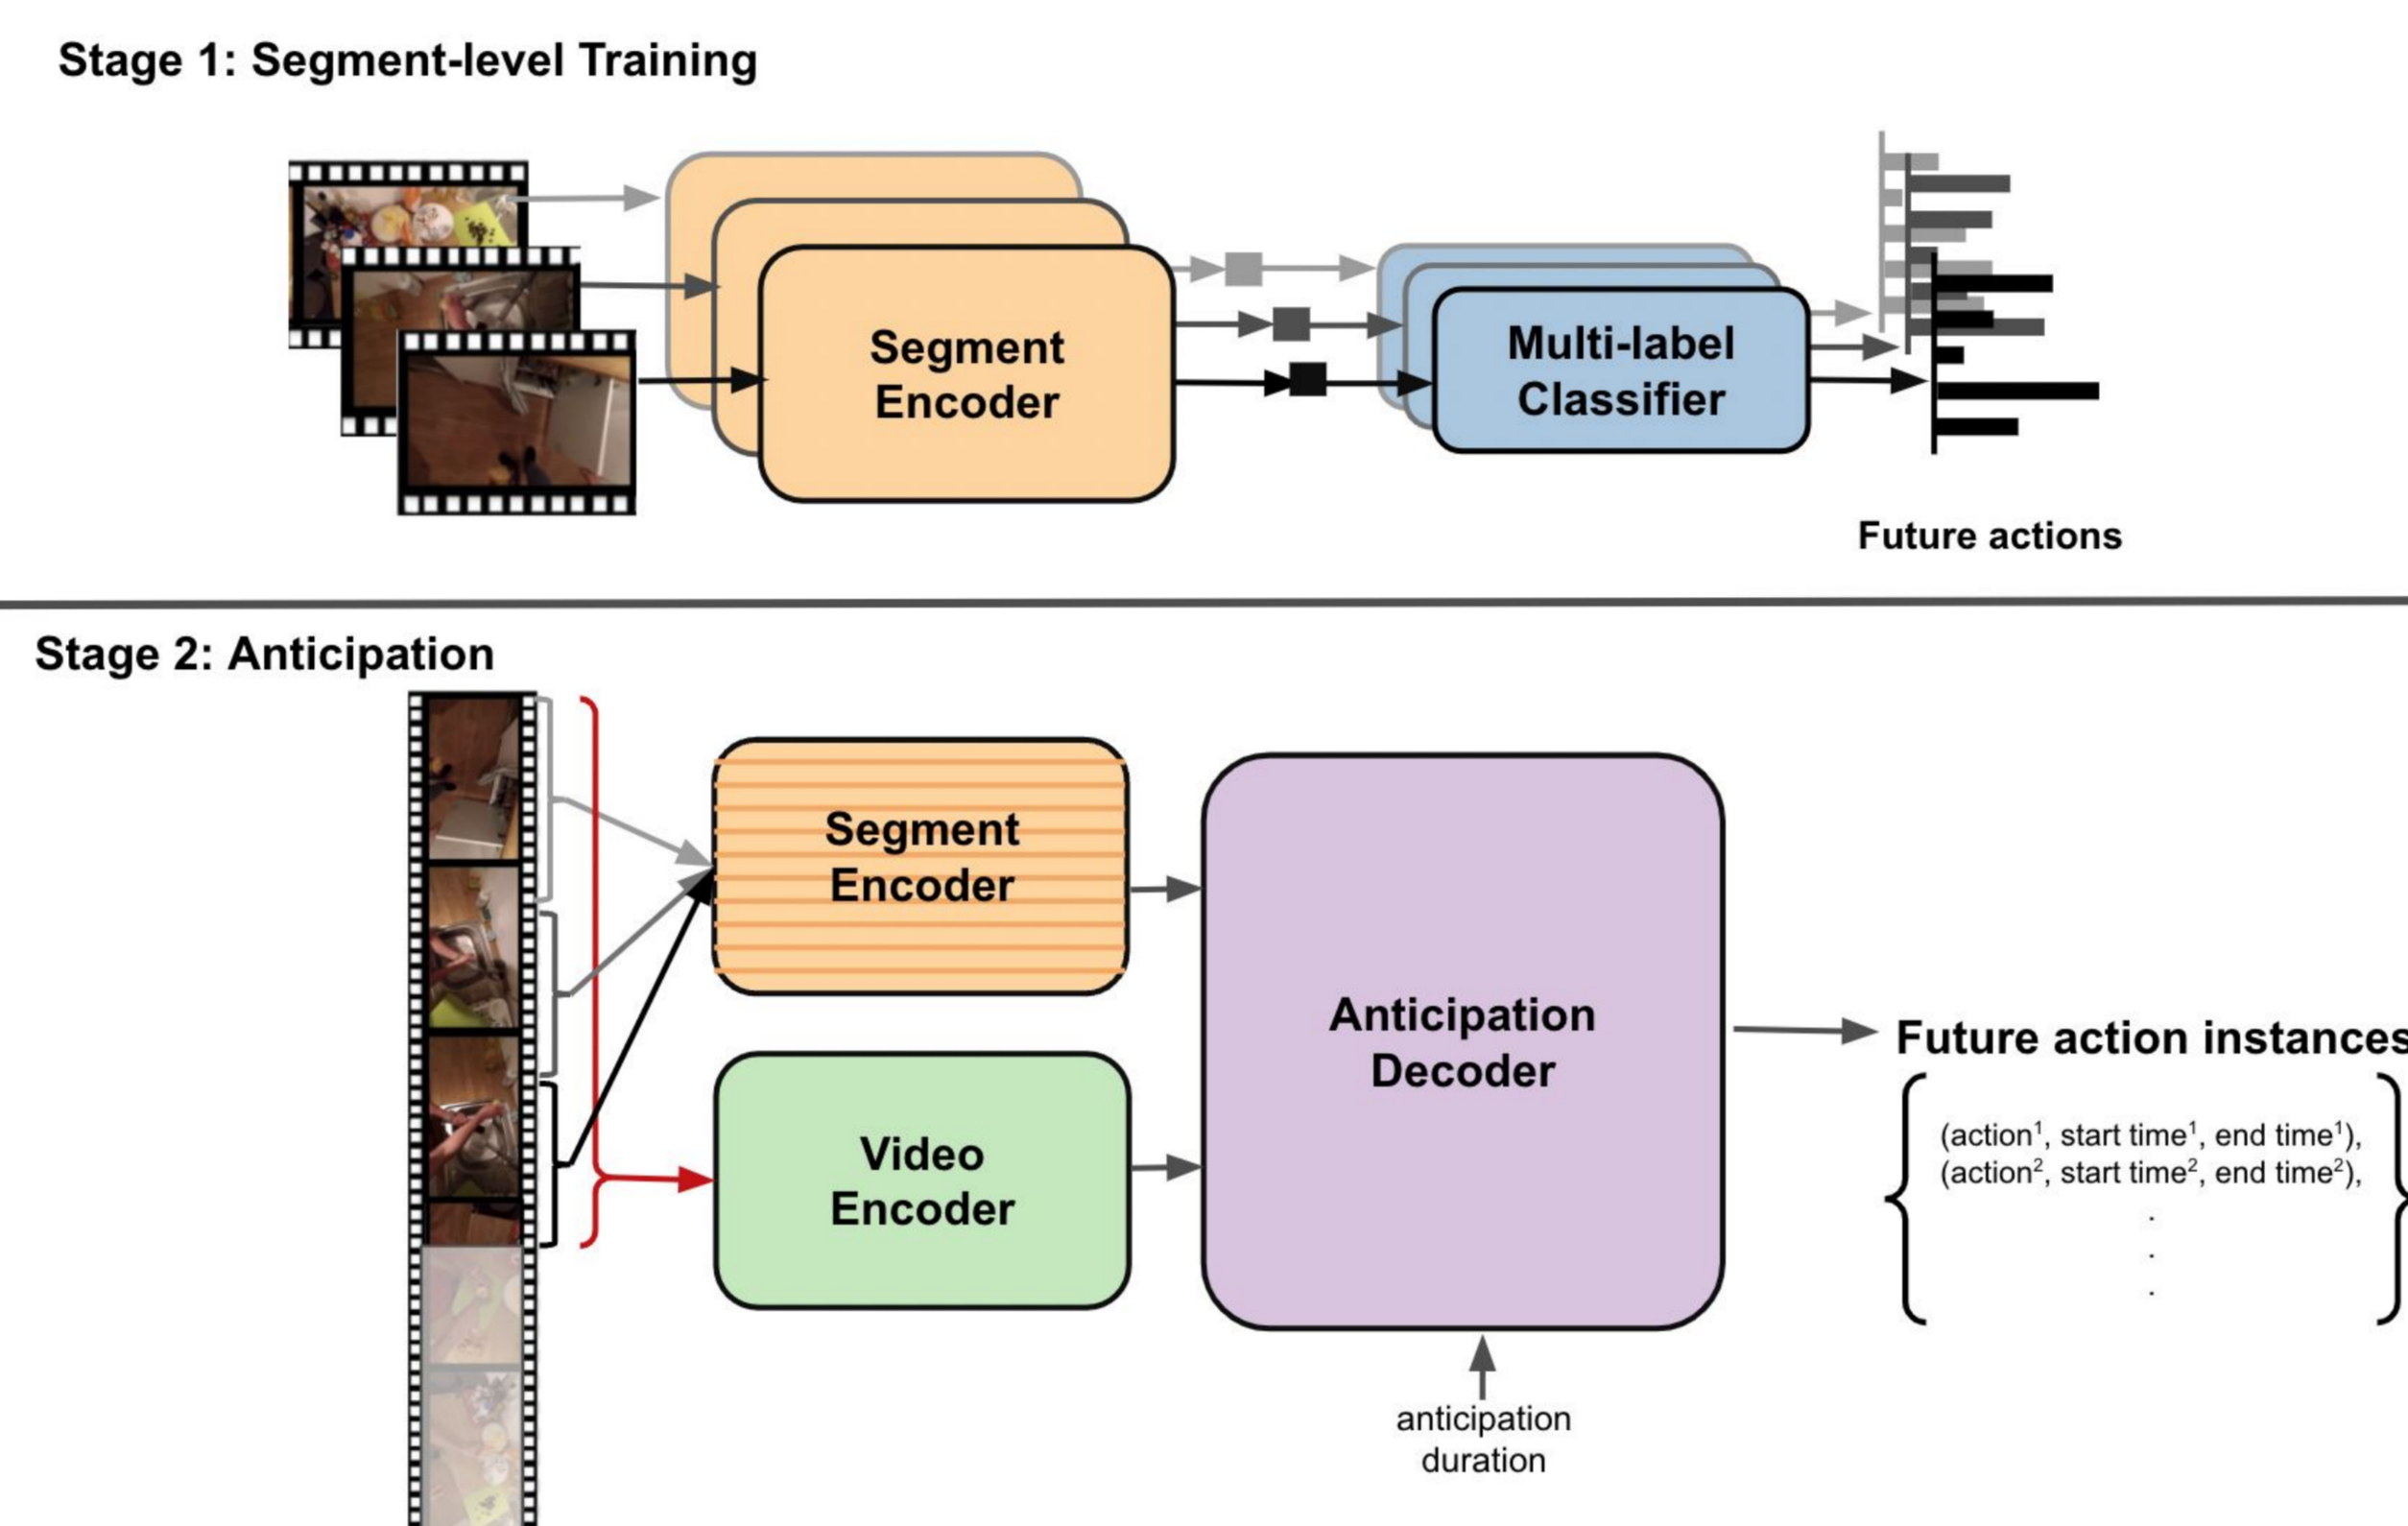 Stage 1: Segment-level Training
Segment
Encoder
Multi-label
Classifier
Future actions
Stage 2: Anticipation
Segment
Encoder
Video
Encoder
Anticipation
Decoder
anticipation
duration
Future action instances
(action¹, start time¹, end time¹),
(action², start time², end time²),
.
.
.